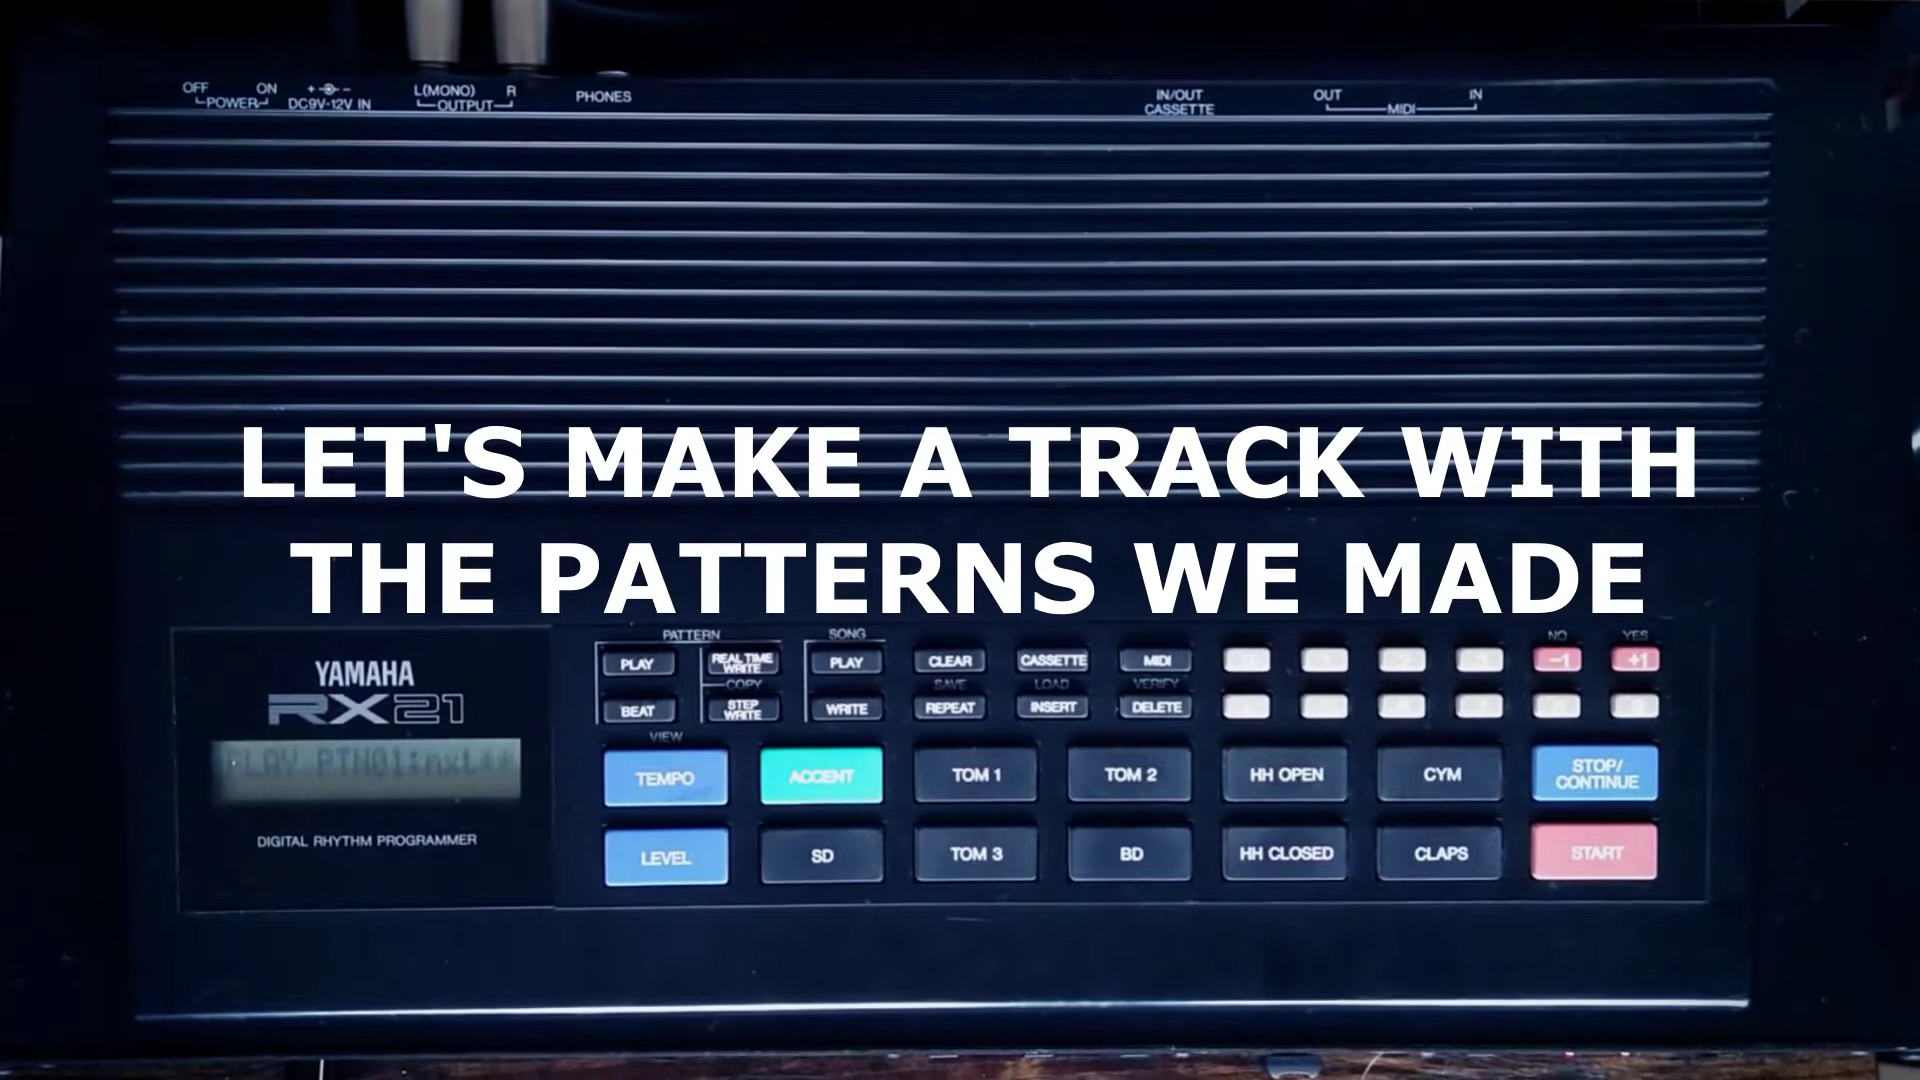 OFF ON
POWER
DC9V-12V IN
L(MONO) R
OUTPUT
PHONES
IN/OUT
CASSETTE
OUT IN
MIDI
LET'S MAKE A TRACK WITH
THE PATTERNS WE MADE
PATTERN
SONG
NO YES
PLAY
REAL TIME
WRITE
PLAY
CLEAR
CASSETTE
MIDI
-1
+1
COPY
SAVE
LOAD
VERIFY
BEAT
STEP
WRITE
WRITE
REPEAT
INSERT
DELETE
YAMAHA
RX21
PLAY PTN01:nxt
DIGITAL RHYTHM PROGRAMMER
VIEW
TEMPO
ACCENT
TOM 1
TOM 2
HH OPEN
CYM
STOP/
CONTINUE
LEVEL
SD
TOM 3
BD
HH CLOSED
CLAPS
START